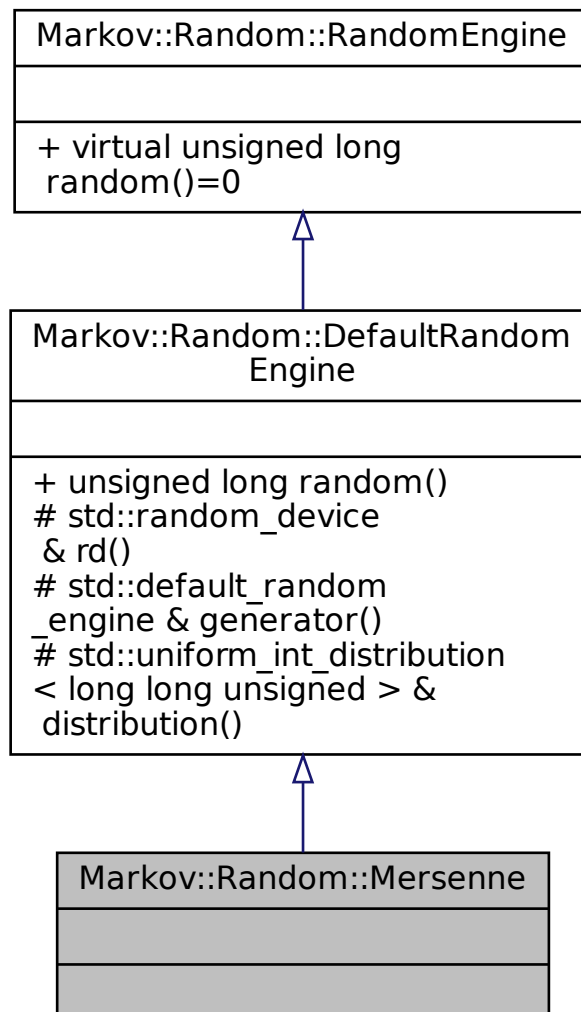 Markov::Random::RandomEngine
+ virtual unsigned long
random()=0
Markov::Random::DefaultRandom
Engine
+ unsigned long random()
# std::random_device
& rd()
# std::default_random
_engine & generator()
# std::uniform_int_distribution
< long long unsigned > &
distribution()
Markov::Random::Mersenne